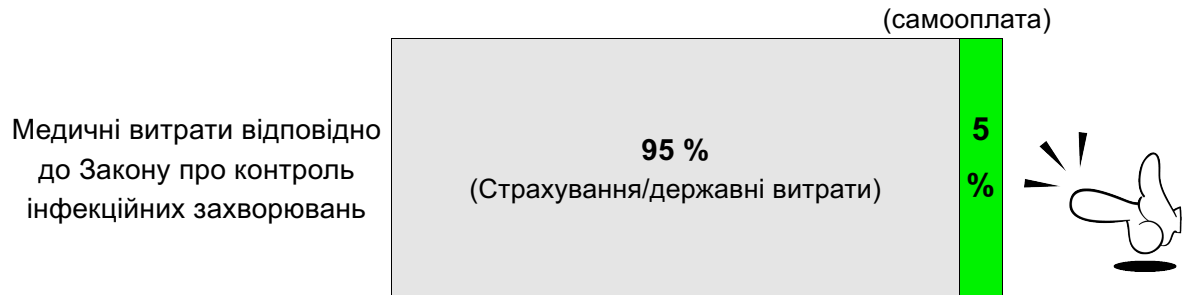 (самооплата)
Медичні витрати відповідно
до Закону про контроль
інфекційних захворювань
95 %
(Страхування/державні витрати)
5
%